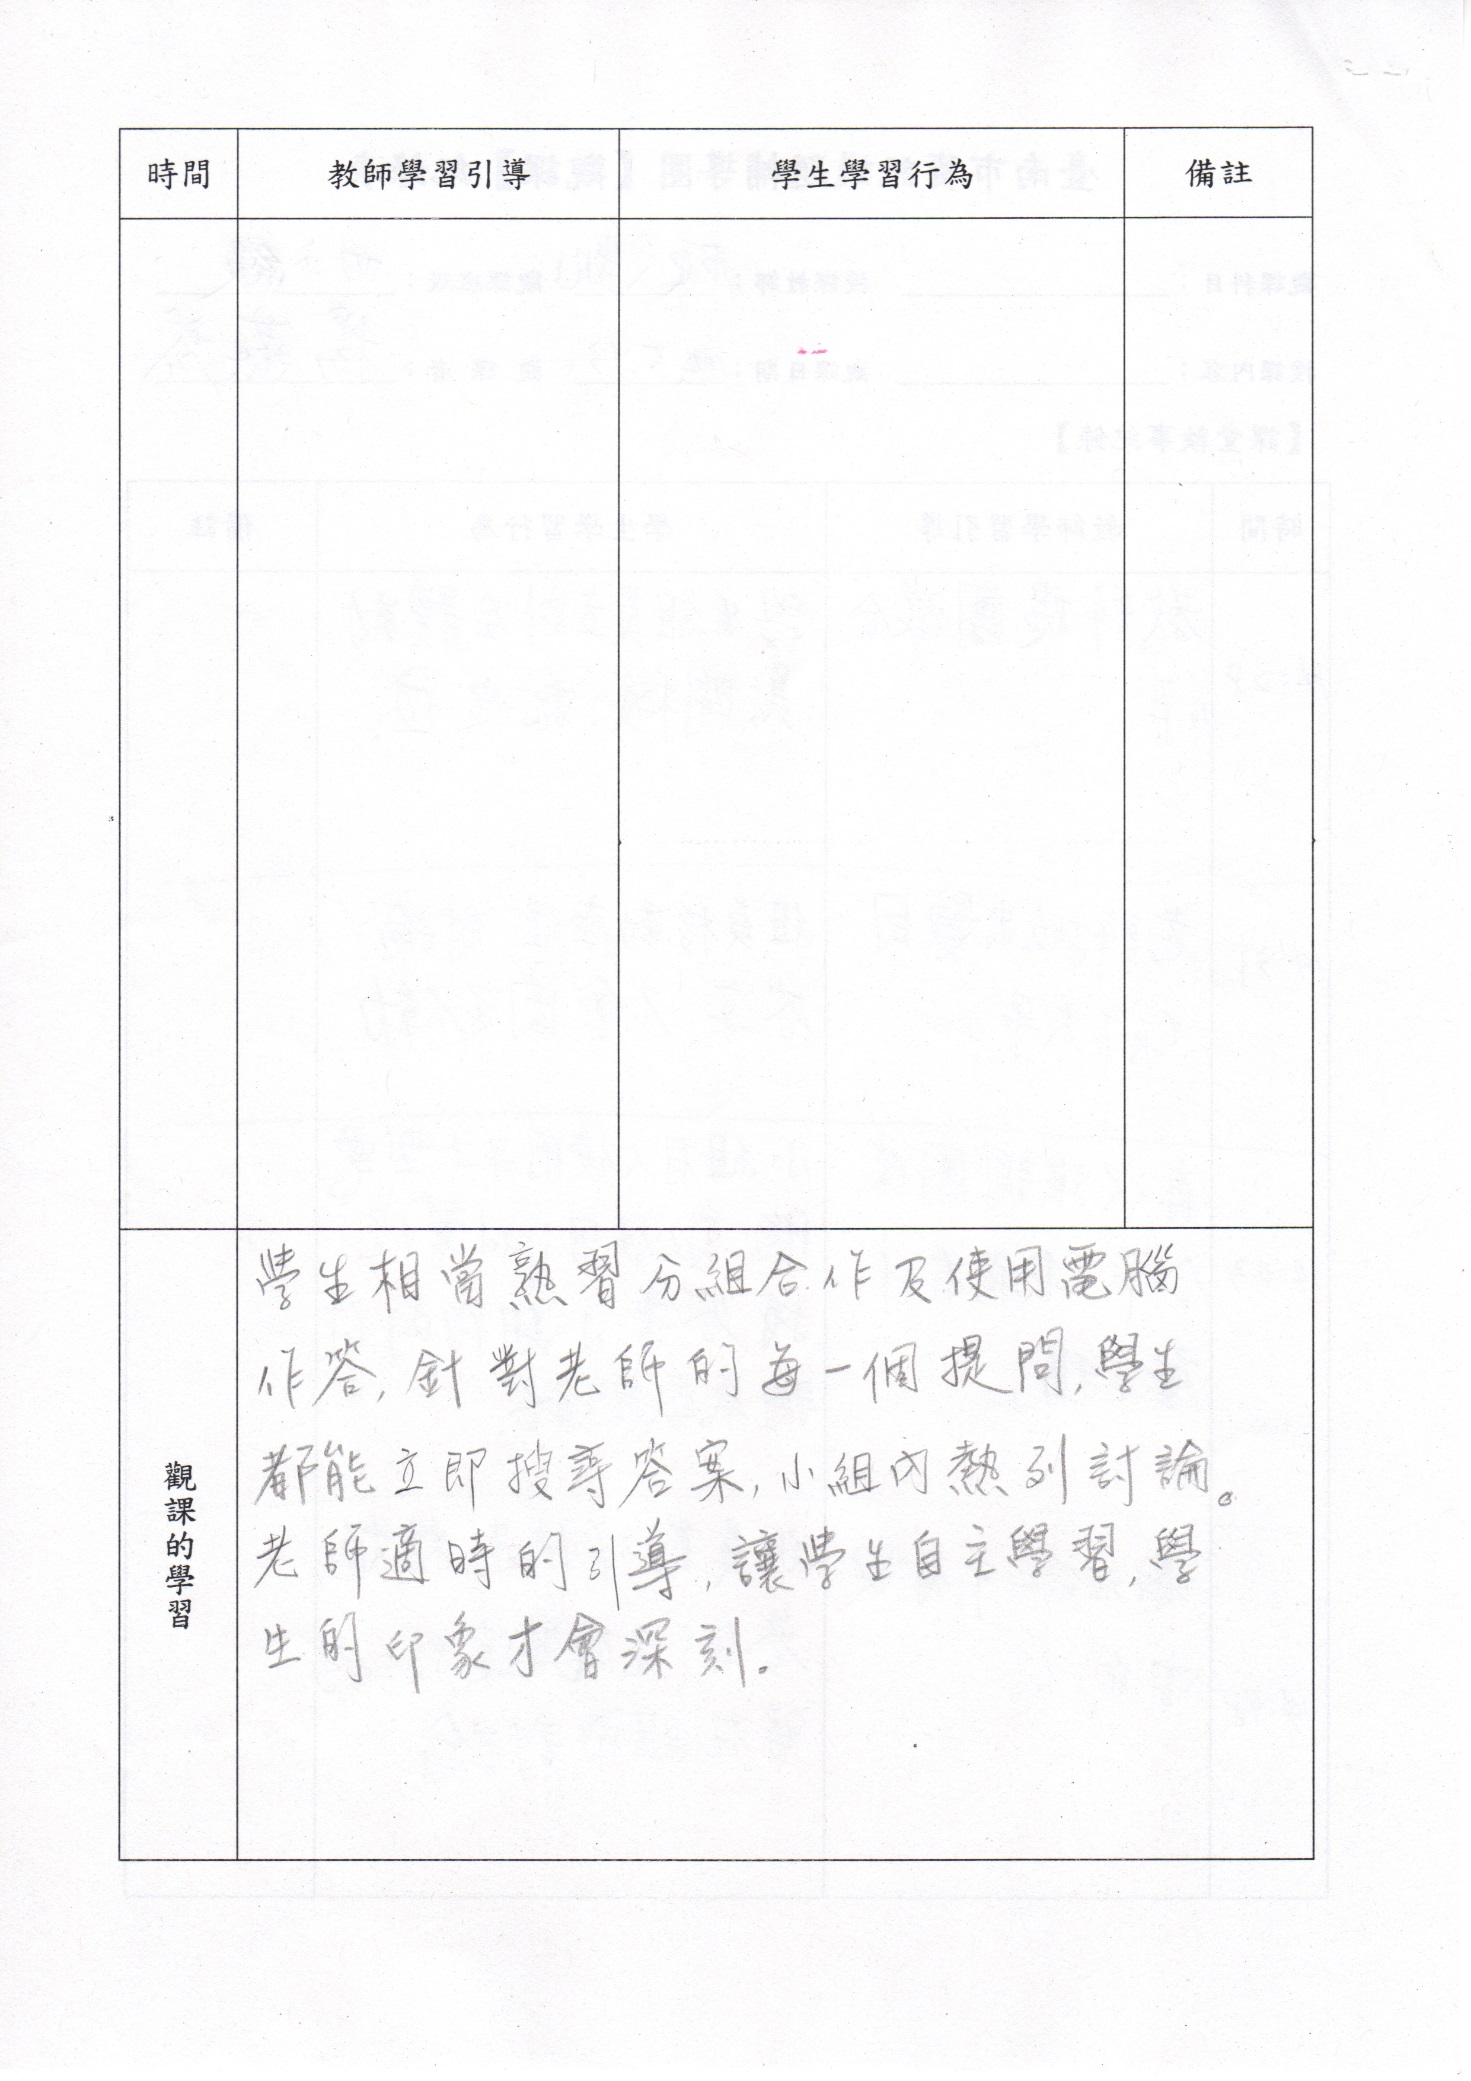 時間 教師學習引導 學生學習行為 備註
觀課的學習
學生相當熟習分組合作及使用電腦
作答,針對老師的每一個提問,學生
都能立即搜尋答案,小組內熱列討論。
老師適時的引導,讓學生自主學習,學
生的印象才會深刻。